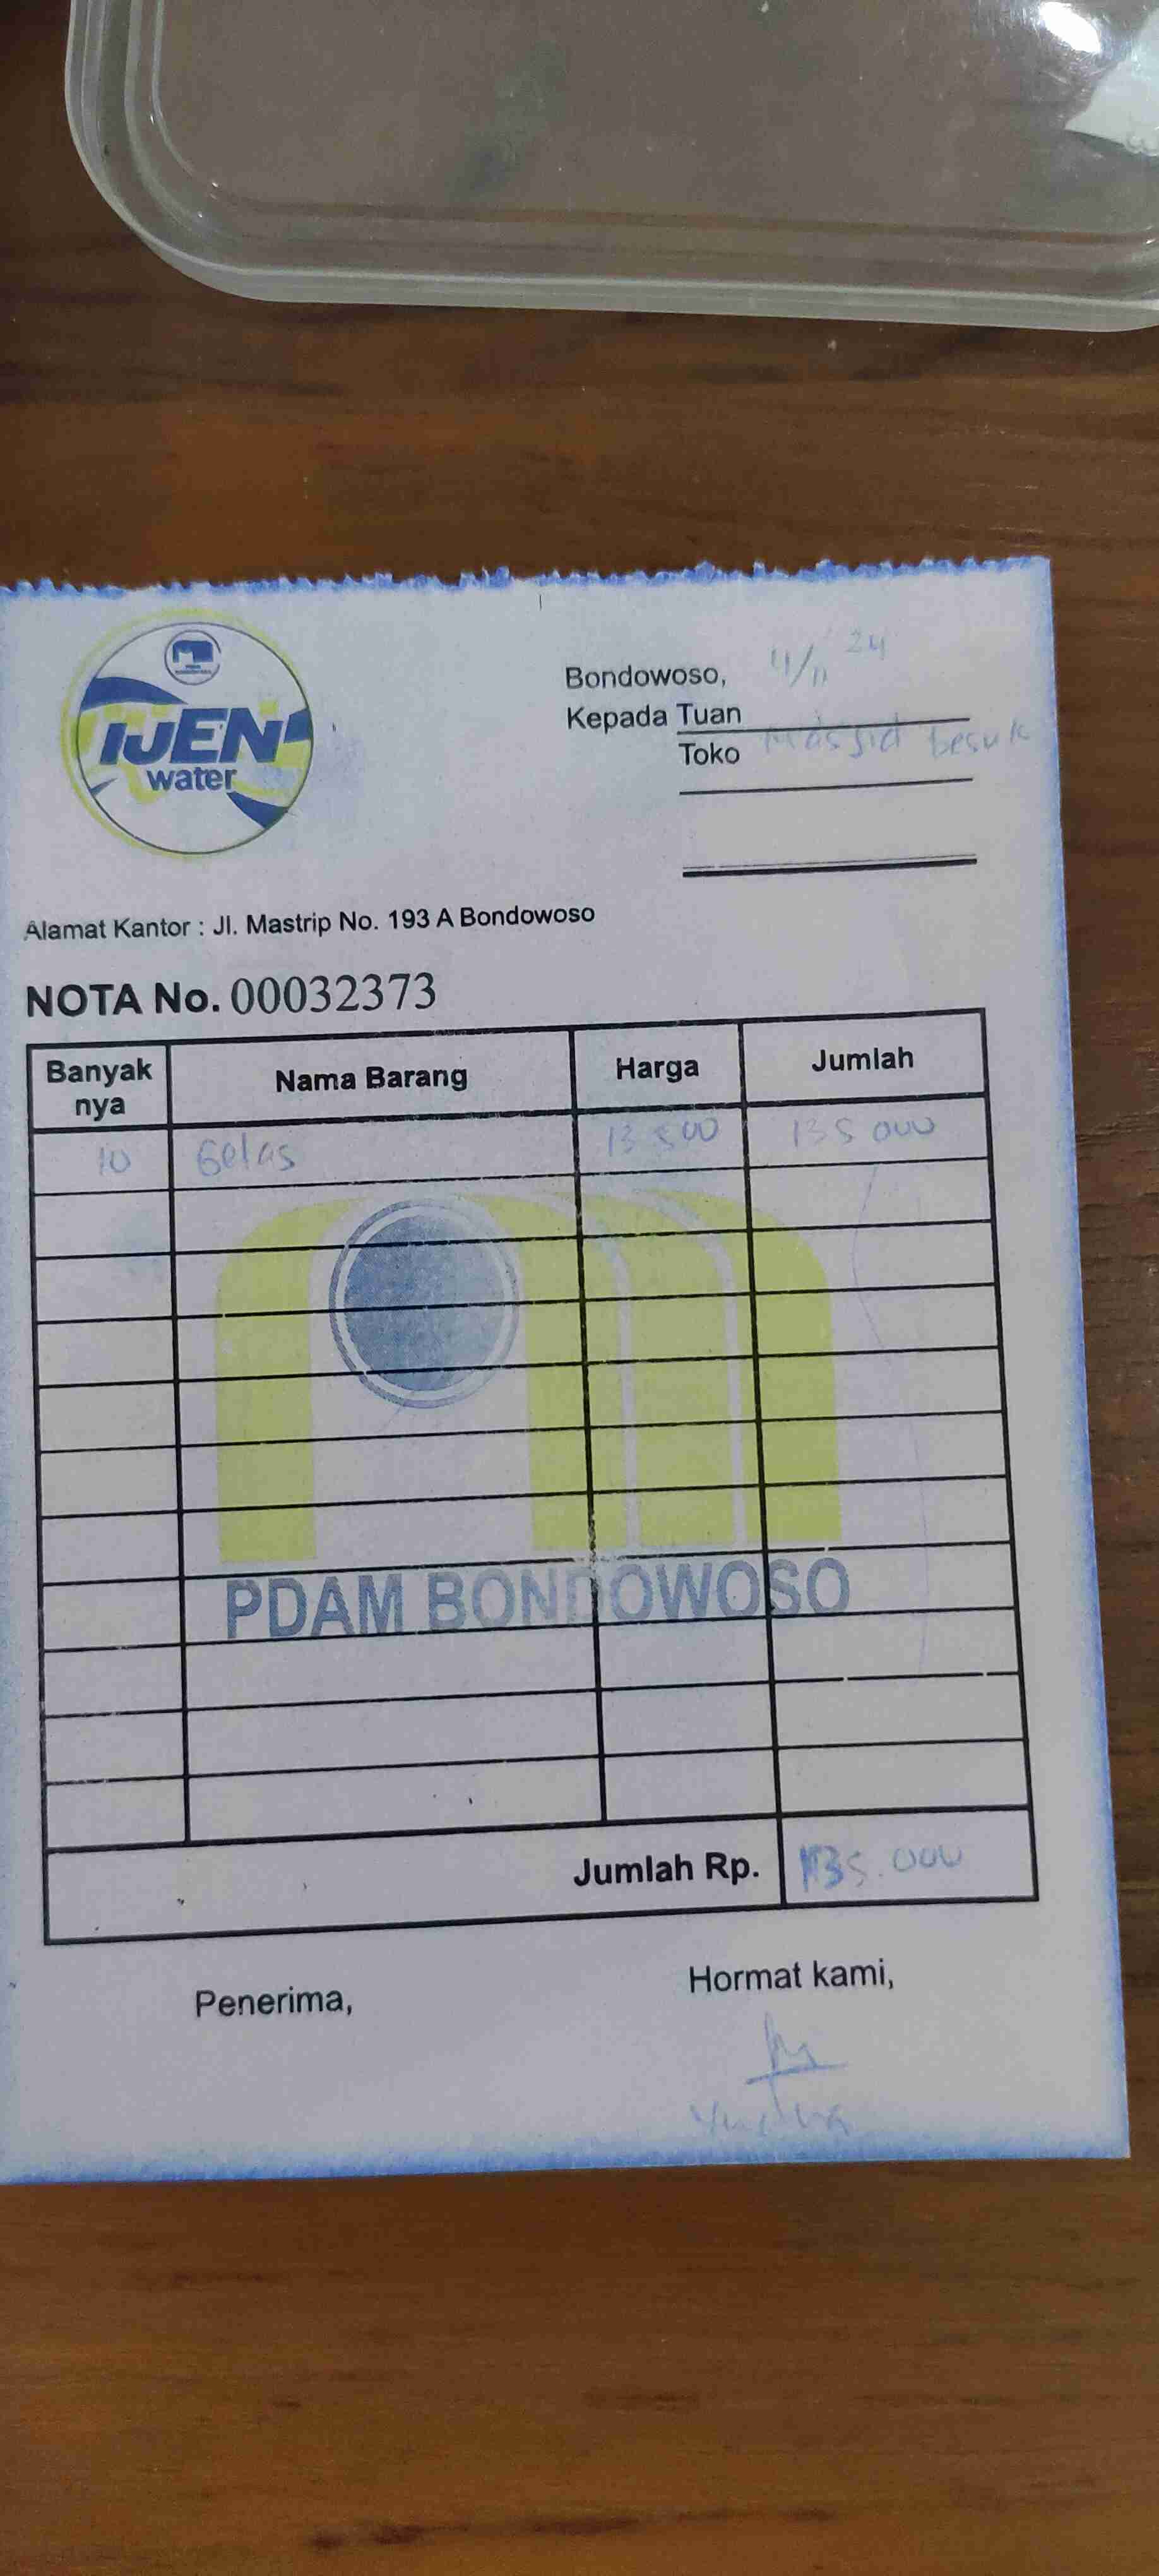 IJEN
water
Bondowoso, 4/11 24
Kepada Tuan
Toko Masjid besuk
Alamat Kantor : Jl. Mastrip No. 193 A Bondowoso
NOTA No. 00032373
Banyak nya Nama Barang Harga Jumlah
10 Gelas 13 500 135 000
PDAM BONDOWOSO
Jumlah Rp. 135.000
Penerima, Hormat kami,